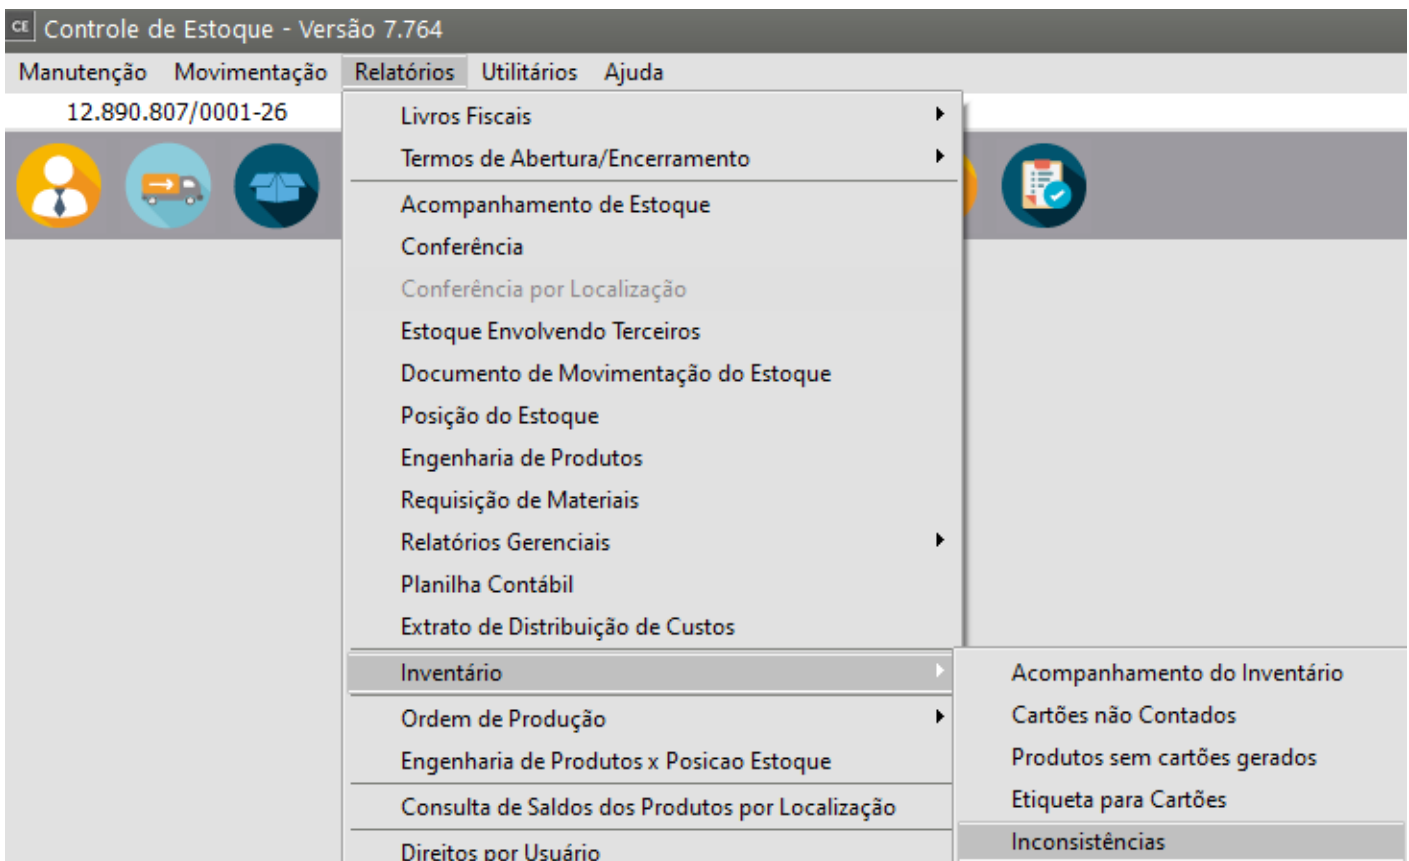 CE Controle de Estoque - Versão 7.764
Manutenção Movimentação Relatórios Utilitários Ajuda
12.890.807/0001-26
Livros Fiscais
Termos de Abertura/Encerramento
Acompanhamento de Estoque
Conferência
Conferência por Localização
Estoque Envolvendo Terceiros
Documento de Movimentação do Estoque
Posição do Estoque
Engenharia de Produtos
Requisição de Materiais
Relatórios Gerenciais
Planilha Contábil
Extrato de Distribuição de Custos
Inventário
Ordem de Produção
Engenharia de Produtos x Posicao Estoque
Consulta de Saldos dos Produtos por Localização
Direitos por Usuário
Acompanhamento do Inventário
Cartões não Contados
Produtos sem cartões gerados
Etiqueta para Cartões
Inconsistências